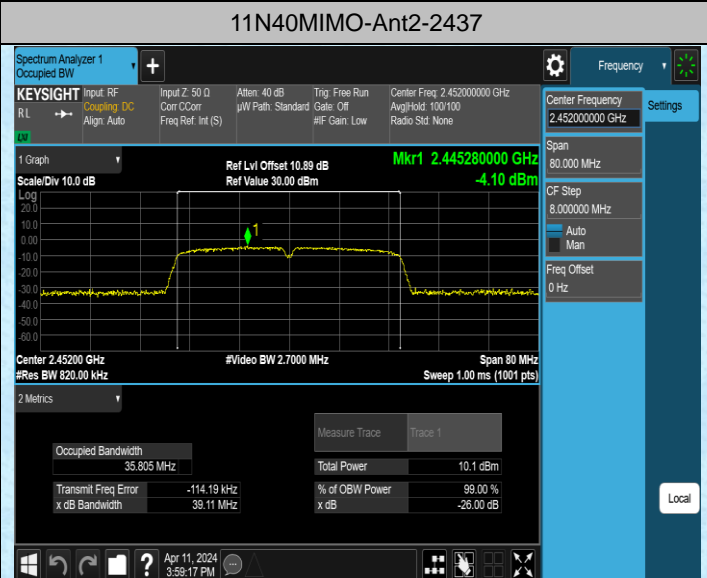 11N40MIMO-Ant2-2437
Spectrum Analyzer 1
Occupied BW
Frequency
KEYSIGHT
RL
LXI
Input: RF
Coupling: DC
Align: Auto
Input Z: 50 Ω
Corr CCorr
Freq Ref: Int (S)
Atten: 40 dB
µW Path: Standard
Trig: Free Run
Gate: Off
#IF Gain: Low
Center Freq: 2.452000000 GHz
Avg|Hold: 100/100
Radio Std: None
Center Frequency
2.452000000 GHz
Settings
Span
80.000 MHz
CF Step
8.000000 MHz
Auto
Man
Freq Offset
0 Hz
1 Graph
Scale/Div 10.0 dB
Ref Lvl Offset 10.89 dB
Ref Value 30.00 dBm
Mkr1 2.445280000 GHz
-4.10 dBm
Log
20.0
10.0
0.00
-10.0
-20.0
-30.0
-40.0
-50.0
-60.0
1
Center 2.45200 GHz
#Res BW 820.00 kHz
#Video BW 2.7000 MHz
Span 80 MHz
Sweep 1.00 ms (1001 pts)
2 Metrics
Measure Trace
Trace 1
Occupied Bandwidth
35.805 MHz
Total Power
10.1 dBm
Transmit Freq Error
-114.19 kHz
% of OBW Power
99.00 %
x dB Bandwidth
39.11 MHz
x dB
-26.00 dB
Local
Apr 11, 2024
3:59:17 PM